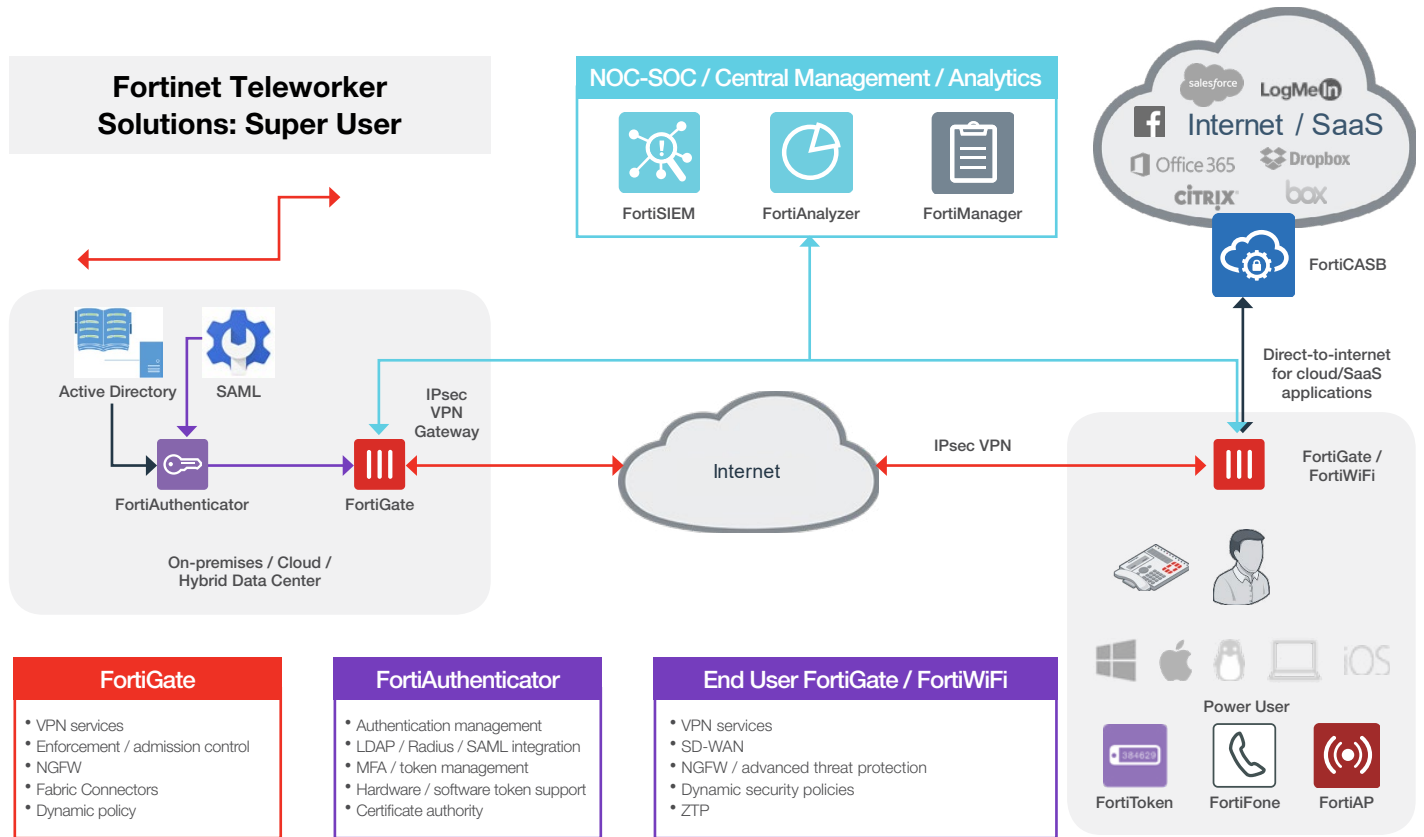 Fortinet Teleworker
Solutions: Super User
NOC-SOC / Central Management / Analytics
FortiSIEM
FortiAnalyzer
FortiManager
salesforce
LogMeIn
Internet / SaaS
Office 365
Dropbox
CITRIX
box
FortiCASB
Direct-to-internet
for cloud/SaaS
applications
Active Directory
SAML
IPsec
VPN
Gateway
FortiAuthenticator
FortiGate
On-premises / Cloud /
Hybrid Data Center
Internet
IPsec VPN
FortiGate /
FortiWiFi
iOS
Power User
384629
FortiToken
FortiFone
FortiAP
FortiGate
• VPN services
• Enforcement / admission control
• NGFW
• Fabric Connectors
• Dynamic policy
FortiAuthenticator
• Authentication management
• LDAP / Radius / SAML integration
• MFA / token management
• Hardware / software token support
• Certificate authority
End User FortiGate / FortiWiFi
• VPN services
• SD-WAN
• NGFW / advanced threat protection
• Dynamic security policies
• ZTP